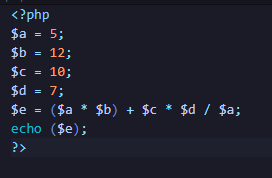 <?php
$a = 5;
$b = 12;
$c = 10;
$d = 7;
$e = ($a * $b) + $c * $d / $a;
echo ($e);
?>